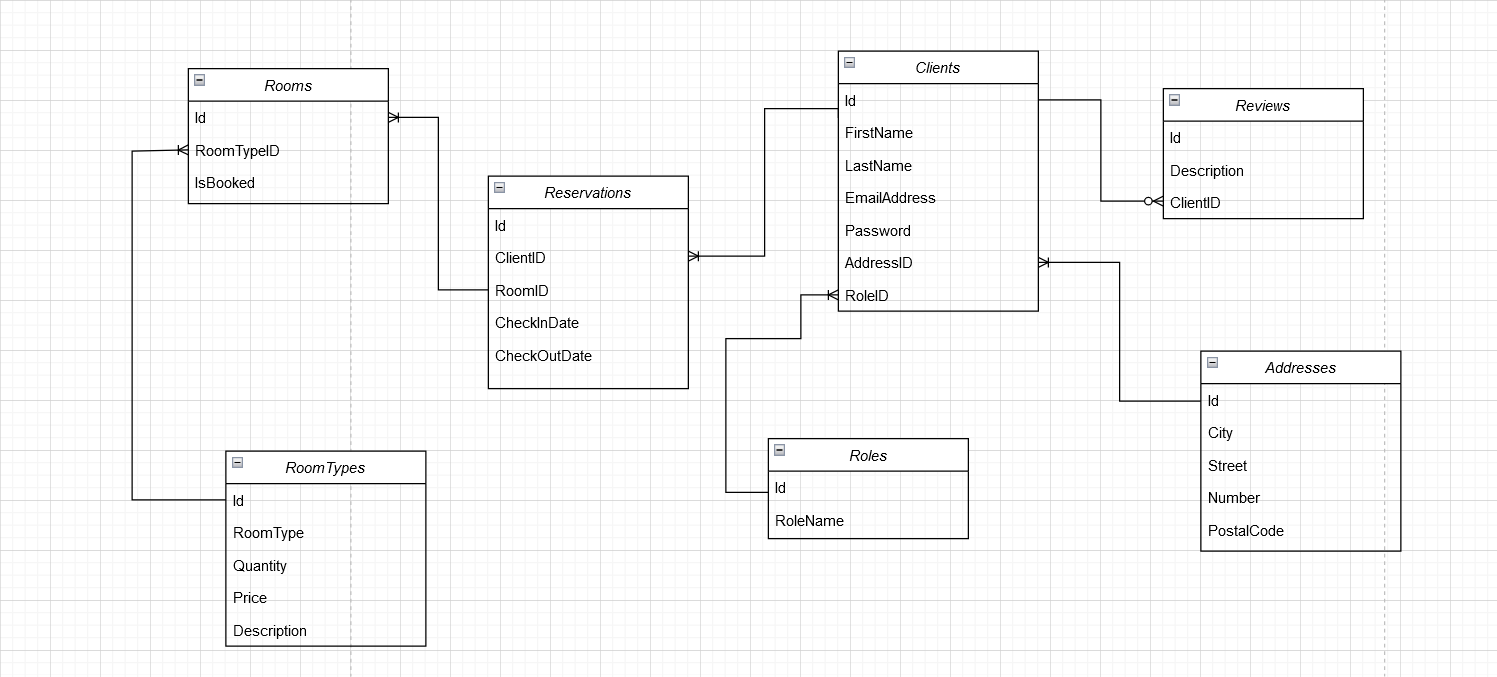 Rooms
Id
RoomTypeID
IsBooked
Reservations
Id
ClientID
RoomID
CheckInDate
CheckOutDate
Clients
Id
FirstName
LastName
EmailAddress
Password
AddressID
RoleID
Reviews
Id
Description
ClientID
RoomTypes
Id
RoomType
Quantity
Price
Description
Roles
Id
RoleName
Addresses
Id
City
Street
Number
PostalCode